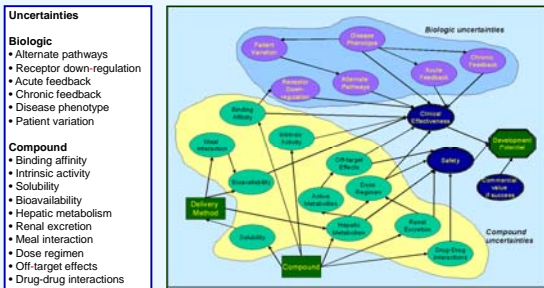 Uncertainties
Biologic
• Alternate pathways
• Receptor down-regulation
• Acute feedback
• Chronic feedback
• Disease phenotype
• Patient variation
Compound
• Binding affinity
• Intrinsic activity
• Solubility
• Bioavailability
• Hepatic metabolism
• Renal excretion
• Meal interaction
• Dose regimen
• Off-target effects
• Drug-drug interactions
Biologic uncertainties
Disease
Phenotype
Patient
Variation
Chronic
Feedback
Acute
Feedback
Alternate
Pathways
Receptor
Down-
regulation
Binding
Affinity
Clinical
Effectiveness
Intrinsic
Activity
Meal
Interaction
Development
Potential
Off-target
Effects
Safety
Bioavailability
Dose
Regimen
Commercial
value
if success
Active
Metabolites
Delivery
Method
Hepatic
Metabolism
Renal
Excretion
Solubility
Compound
uncertainties
Drug-Drug
Interactions
Compound